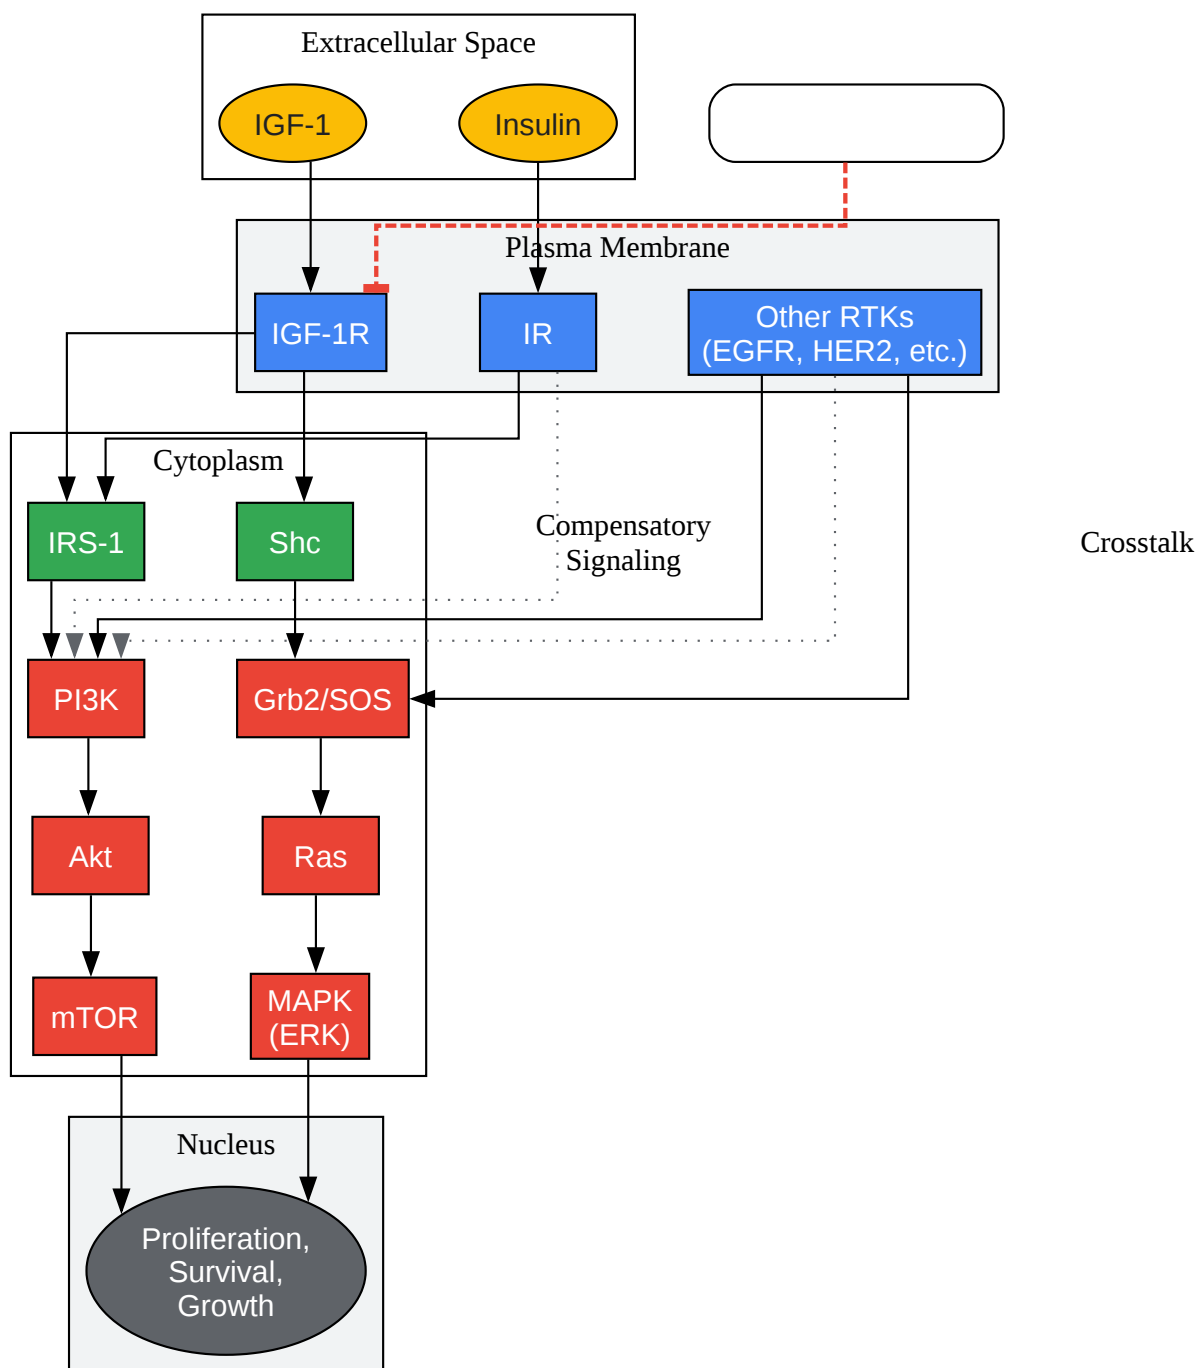 Extracellular Space
IGF-1
Insulin
Plasma Membrane
IGF-1R
IR
Other RTKs
(EGFR, HER2, etc.)
Cytoplasm
IRS-1
Shc
Compensatory
Signaling
Crosstalk
PI3K
Grb2/SOS
Akt
Ras
mTOR
MAPK
(ERK)
Nucleus
Proliferation,
Survival,
Growth